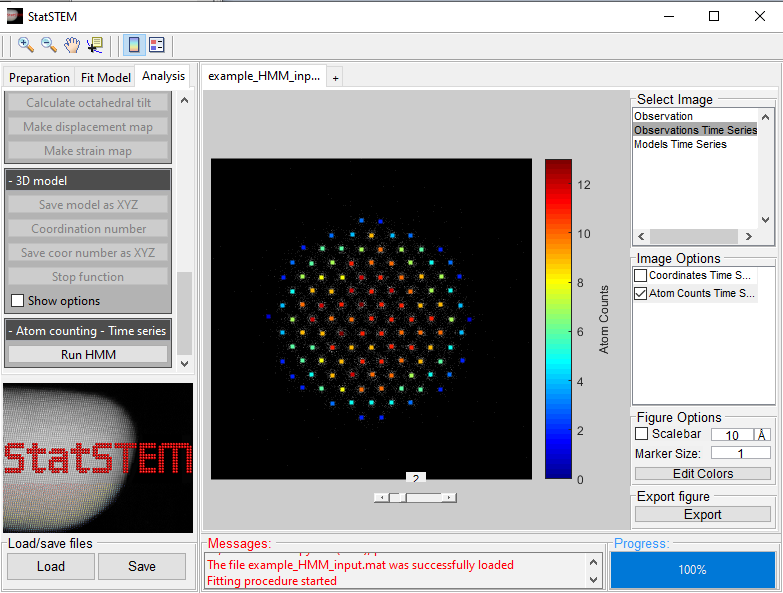 StatSTEM
Preparation
Fit Model
Analysis
example_HMM_inp...
+
Calculate octahedral tilt
Make displacement map
Make strain map
- 3D model
Save model as XYZ
Coordination number
Save coor number as XYZ
Stop function
Show options
- Atom counting - Time series
Run HMM
StatSTEM
Load/save files
Load
Save
12
10
8
6
4
2
0
Atom Counts
2
Select Image
Observation
Observations Time Series
Models Time Series
Image Options
Coordinates Time S...
Atom Counts Time S...
Figure Options
Scalebar
10
Å
Marker Size:
1
Edit Colors
Export figure
Export
Messages:
The file example_HMM_input.mat was successfully loaded
Fitting procedure started
Progress:
100%